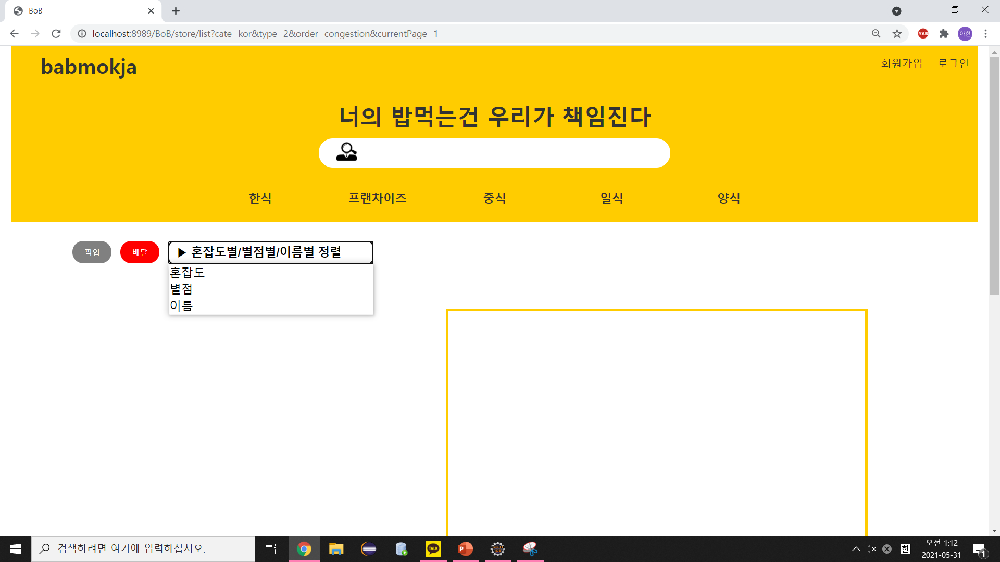 BoB
localhost:8989/BoB/store/list?cate=kor&type=2&order=congestion&currentPage=1
YAB
아현
babmokja
회원가입 로그인
너의 밥먹는건 우리가 책임진다
한식 프랜차이즈 중식 일식 양식
픽업 배달 ▶ 혼잡도별/별점별/이름별 정렬
혼잡도
별점
이름
검색하려면 여기에 입력하십시오.
TALK
P
한
오전 1:12
2021-05-31
1